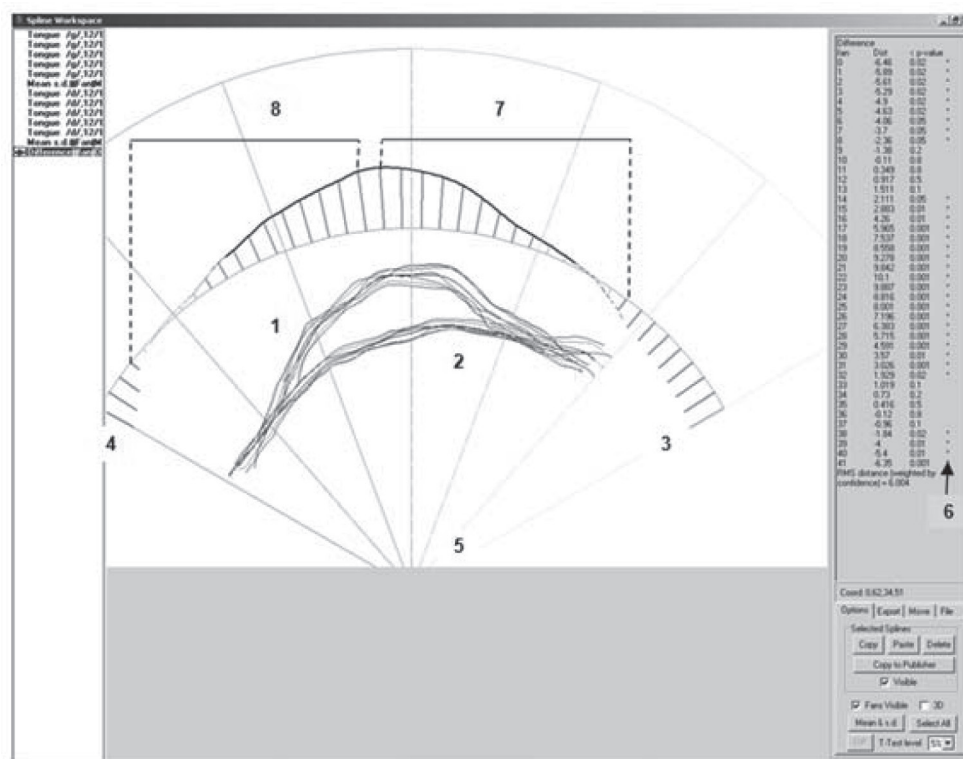 Spline Workspace
Tongue /g/,12/1
Tongue /g/,12/1
Tongue /g/,12/1
Tongue /g/,12/1
Tongue /g/,12/1
Mean s.d.
Tongue /d/,12/1
Tongue /d/,12/1
Tongue /d/,12/1
Tongue /d/,12/1
Tongue /d/,12/1
Mean s.d.
8
7
1
2
4
3
5
Difference
Fan Dist < p-value
0 -6.46 0.02 *
1 -5.89 0.02 *
2 -5.61 0.02 *
3 -5.29 0.02 *
4 -4.9 0.02 *
5 -4.63 0.02 *
6 -4.06 0.05 *
7 -3.7 0.05 *
8 -2.36 0.05 *
9 -1.38 0.2
10 -0.11 0.8
11 0.349 0.8
12 0.917 0.5
13 1.511 0.1
14 2.111 0.05 *
15 2.883 0.01 *
16 4.26 0.01 *
17 5.965 0.001 *
18 7.537 0.001 *
19 8.558 0.001 *
20 9.278 0.001 *
21 9.842 0.001 *
22 10.1 0.001 *
23 9.887 0.001 *
24 8.816 0.001 *
25 8.001 0.001 *
26 7.196 0.001 *
27 6.383 0.001 *
28 5.715 0.001 *
29 4.591 0.001 *
30 3.57 0.01 *
31 3.026 0.001 *
32 1.929 0.02 *
33 1.019 0.1
34 0.73 0.2
35 0.416 0.5
36 -0.12 0.8
37 -0.96 0.1
38 -1.84 0.02 *
39 -4 0.01 *
40 -5.4 0.01 *
41 -6.35 0.001 *
RMS distance (weighted by
confidence) = 6.004
6
Coord: 0.62,34.51
Options Export Move File
Selected Splines
Copy Paste Delete
Copy to Publisher
Visible
Fans Visible 3D
Mean & s.d. Select All
Diff T-Test level 5%